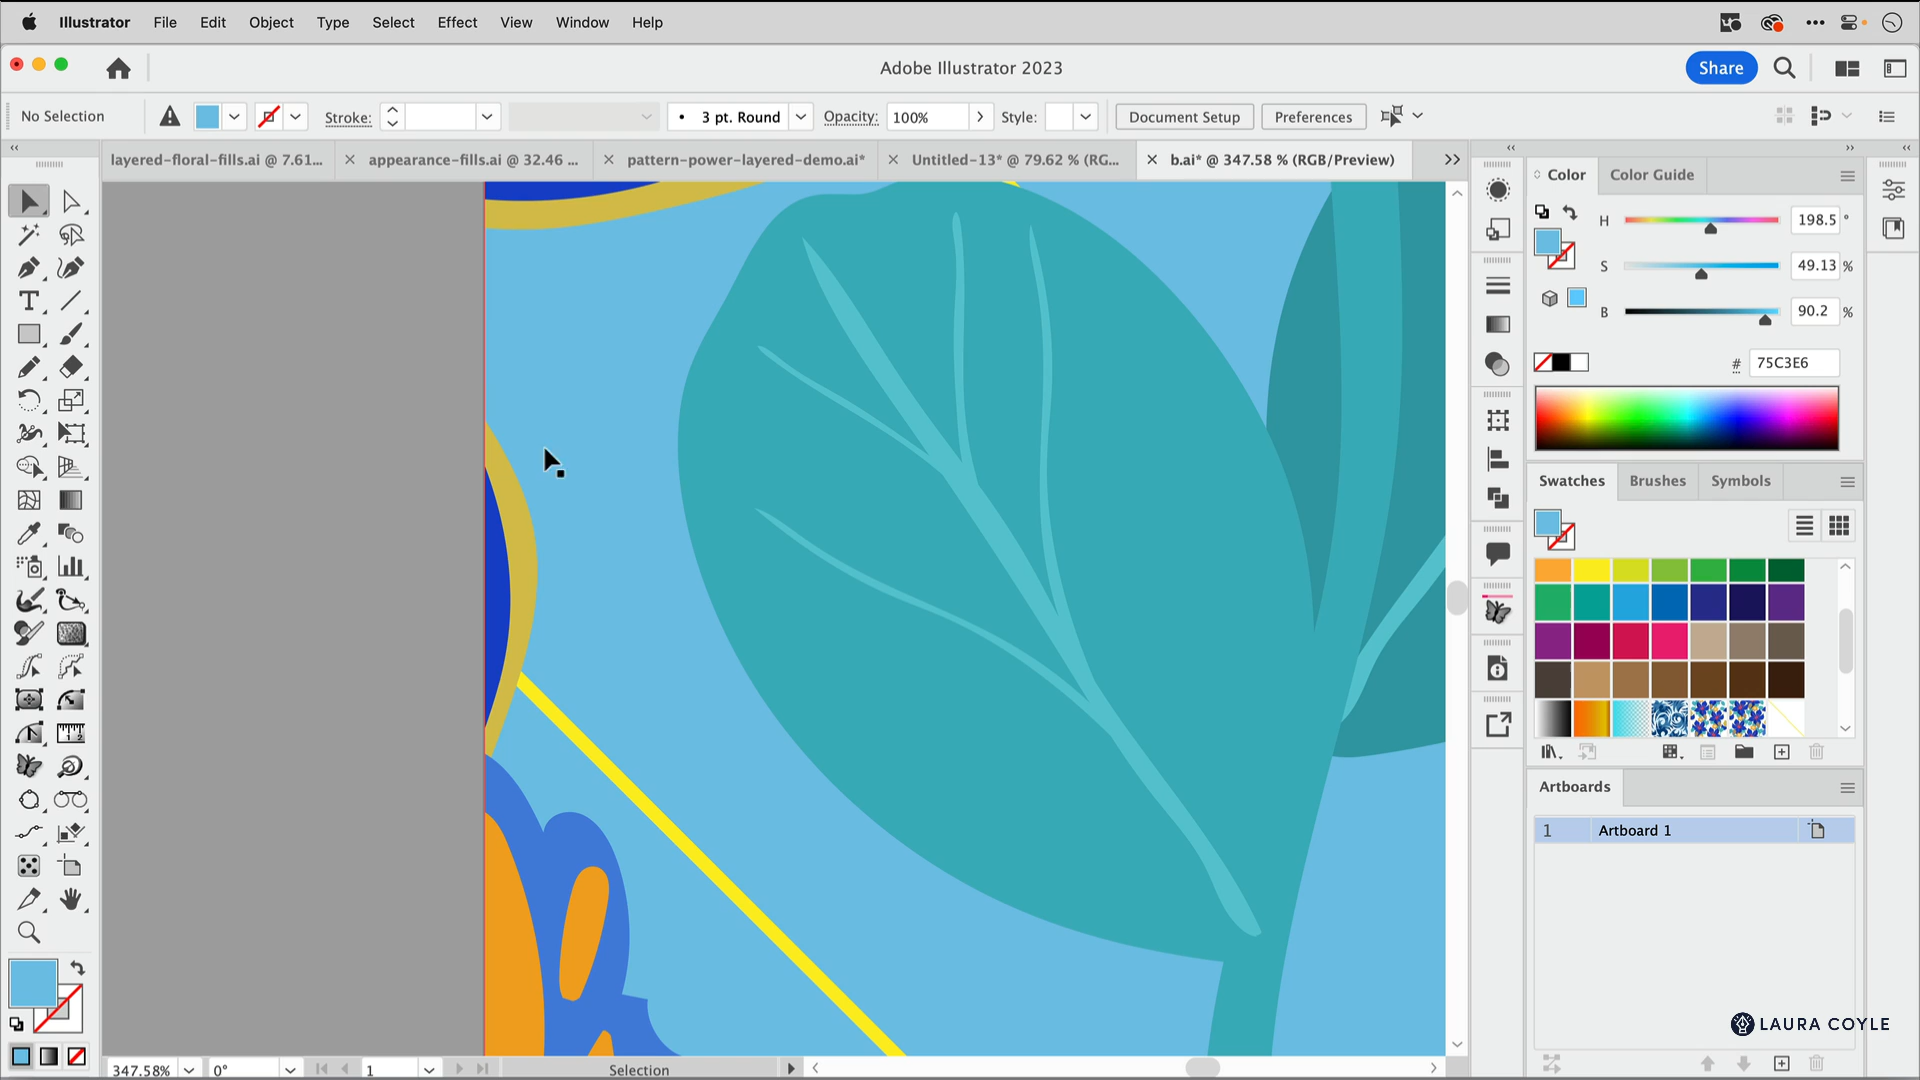 Illustrator File Edit Object Type Select Effect View Window Help
Adobe Illustrator 2023
Share
No Selection
Stroke:
3 pt. Round
Opacity:
100%
Style:
Document Setup
Preferences
layered-floral-fills.ai @ 7.61...
appearance-fills.ai @ 32.46 ...
pattern-power-layered-demo.ai*
Untitled-13* @ 79.62 % (RG...
b.ai* @ 347.58 % (RGB/Preview)
Color
Color Guide
H 198.5 °
S 49.13 %
B 90.2 %
# 75C3E6
Swatches
Brushes
Symbols
Artboards
1 Artboard 1
LAURA COYLE
347.58%
0°
1
Selection